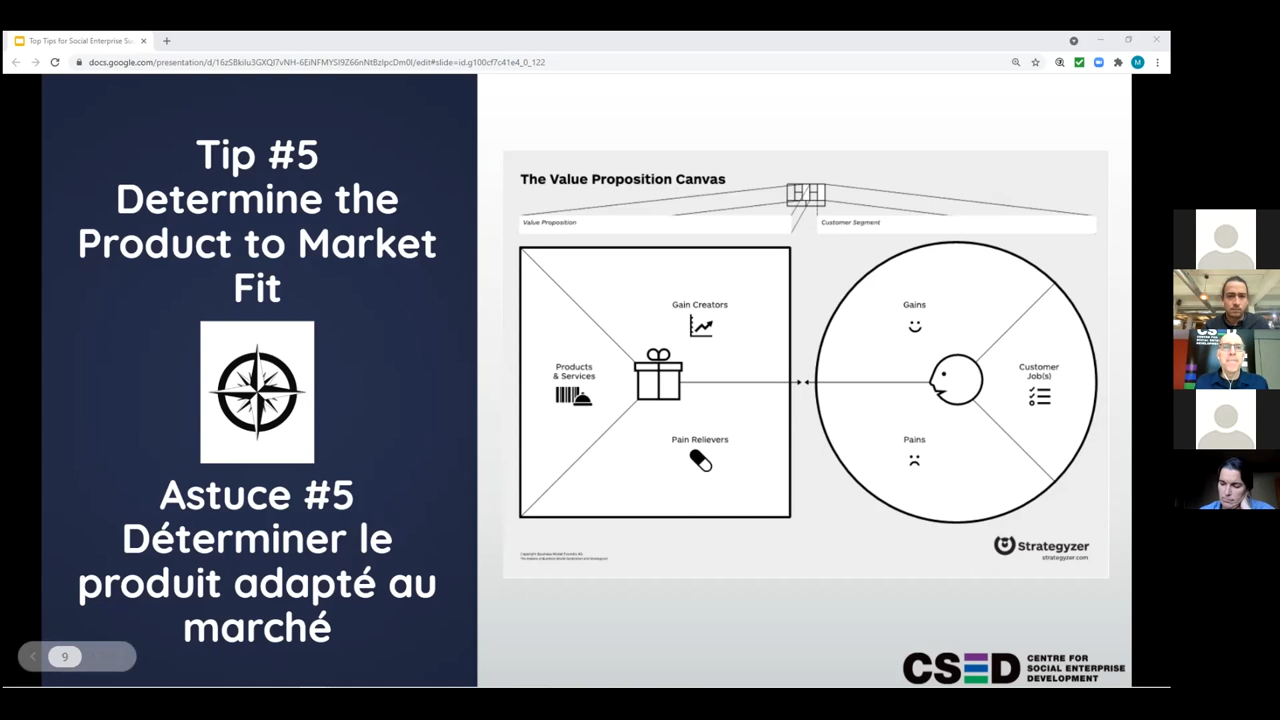 Top Tips for Social Enterprise Su
docs.google.com/presentation/d/16zSBkilu3GXQI7vNH-6EiNFMYSI9Z66nNtBzlpcDm0I/edit#slide=id.g100cf7c41e4_0_122
M
Tip #5
Determine the
Product to Market
Fit
Astuce #5
Déterminer le
produit adapté au
marché
9
The Value Proposition Canvas
Value Proposition
Customer Segment
Gain Creators
Products
& Services
Pain Relievers
Gains
Customer
Job(s)
Pains
Strategyzer
strategyzer.com
CSED
CENTRE FOR
SOCIAL ENTERPRISE
DEVELOPMENT
CSED